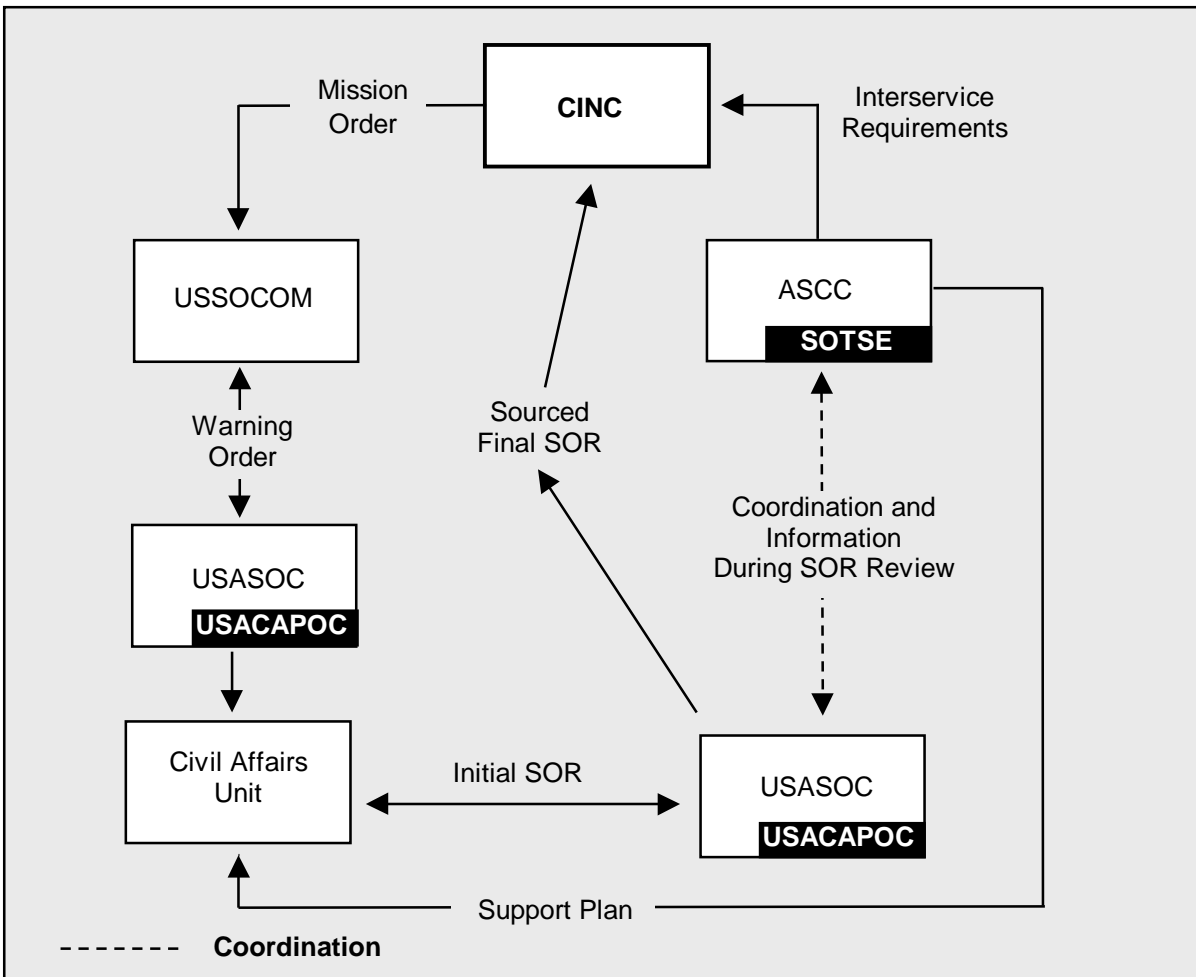 Mission
Order
CINC
Interservice
Requirements
USSOCOM
ASCC
SOTSE
Warning
Order
Sourced
Final SOR
Coordination and
Information
During SOR Review
USASOC
USACAPOC
Civil Affairs
Unit
Initial SOR
USASOC
USACAPOC
Support Plan
Coordination